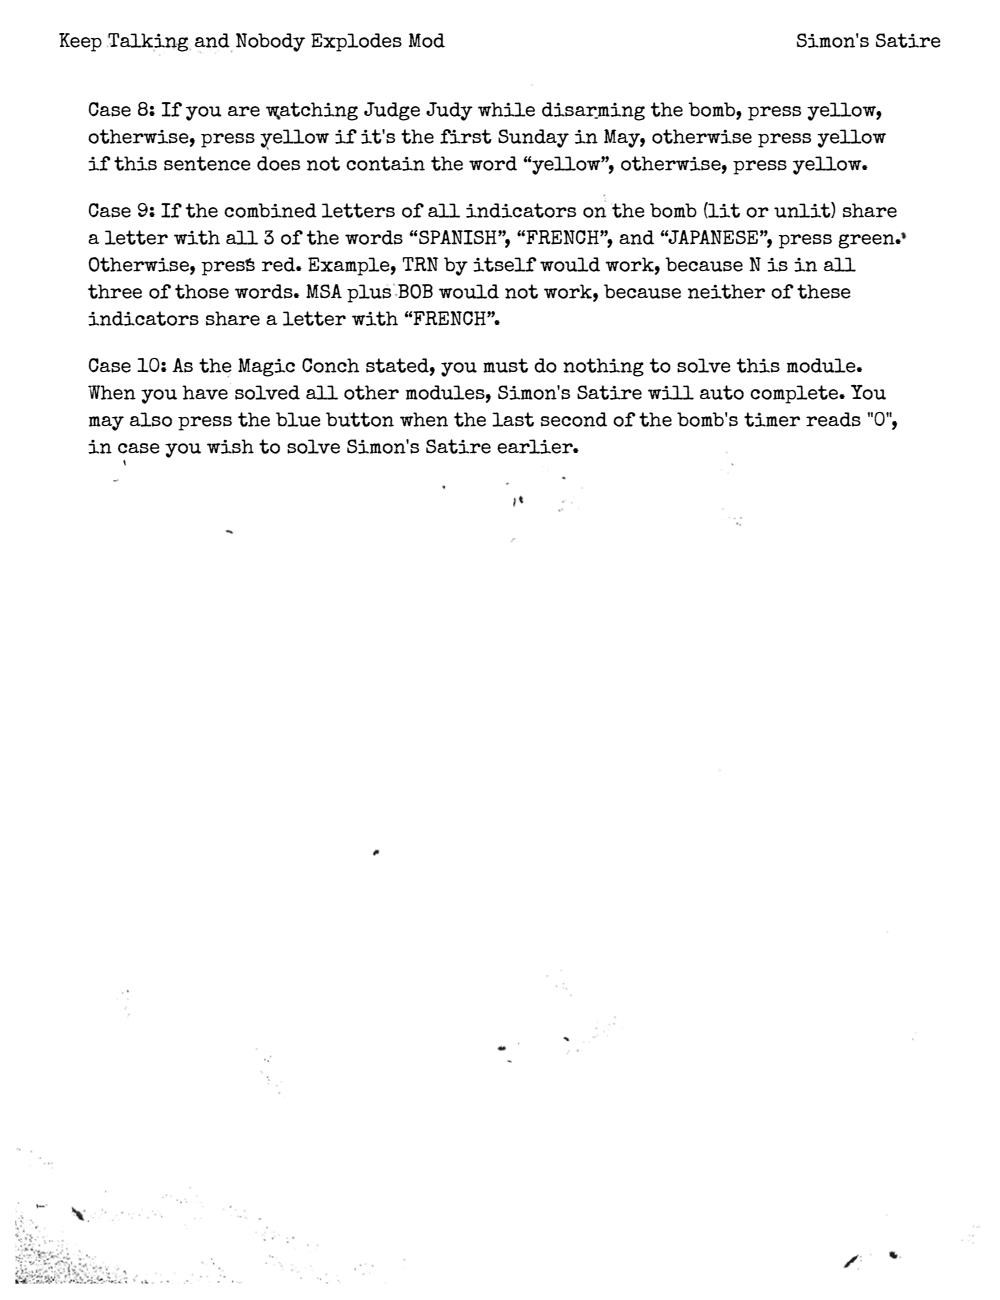 Keep Talking and Nobody Explodes Mod Simon's Satire
Case 8: If you are watching Judge Judy while disarming the bomb, press yellow,
otherwise, press yellow if it's the first Sunday in May, otherwise press yellow
if this sentence does not contain the word “yellow”, otherwise, press yellow.
Case 9: If the combined letters of all indicators on the bomb (lit or unlit) share
a letter with all 3 of the words “SPANISH”, “FRENCH”, and “JAPANESE”, press green.
Otherwise, press red. Example, TRN by itself would work, because N is in all
three of those words. MSA plus BOB would not work, because neither of these
indicators share a letter with “FRENCH”.
Case 10: As the Magic Conch stated, you must do nothing to solve this module.
When you have solved all other modules, Simon's Satire will auto complete. You
may also press the blue button when the last second of the bomb's timer reads "0",
in case you wish to solve Simon's Satire earlier.